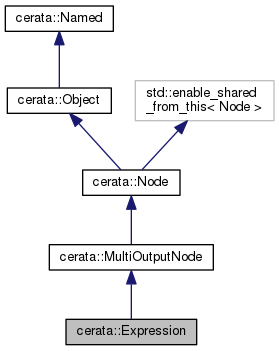 cerata::Named
cerata::Object
std::enable_shared
_from_this< Node >
cerata::Node
cerata::MultiOutputNode
cerata::Expression